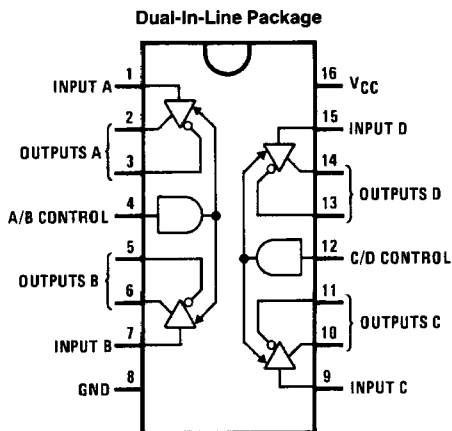 Dual-In-Line Package
1
INPUT A
2
OUTPUTS A
3
4
A/B CONTROL
5
OUTPUTS B
6
7
INPUT B
8
GND
16
VCC
15
INPUT D
14
OUTPUTS D
13
12
C/D CONTROL
11
OUTPUTS C
10
9
INPUT C